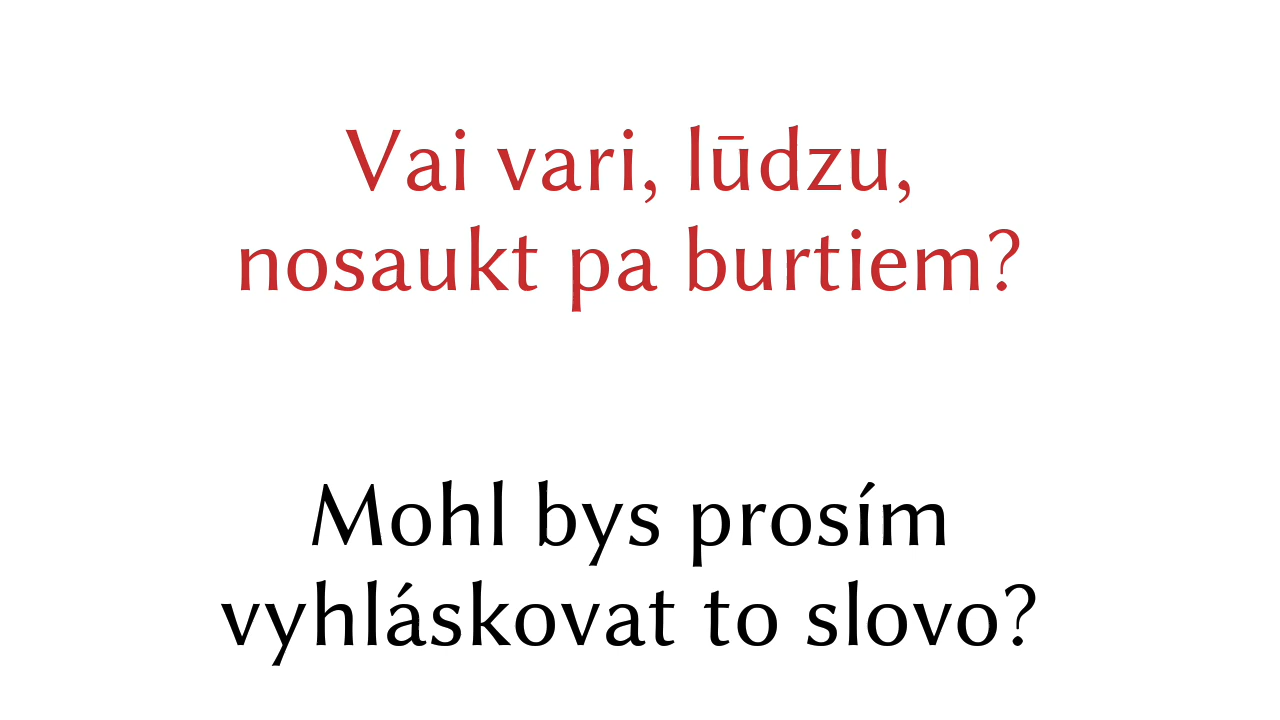 Vai vari, lūdzu,
nosaukt pa burtiem?
Mohl bys prosím
vyhláskovat to slovo?